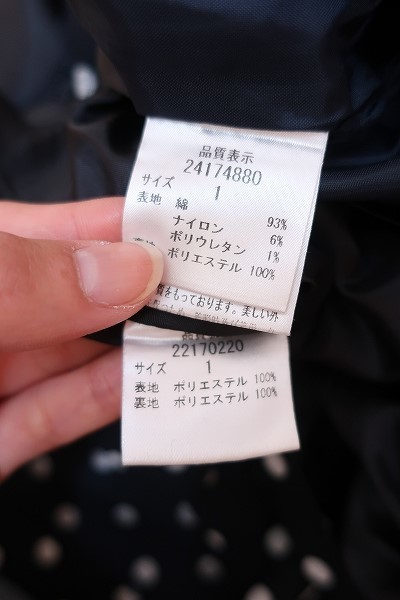 品質表示
24174880
サイズ 1
表地 綿 93%
ナイロン 6%
ポリウレタン 1%
ポリエステル 100%
質をもっております。美しい外
22170220
サイズ 1
表地 ポリエステル 100%
裏地 ポリエステル 100%